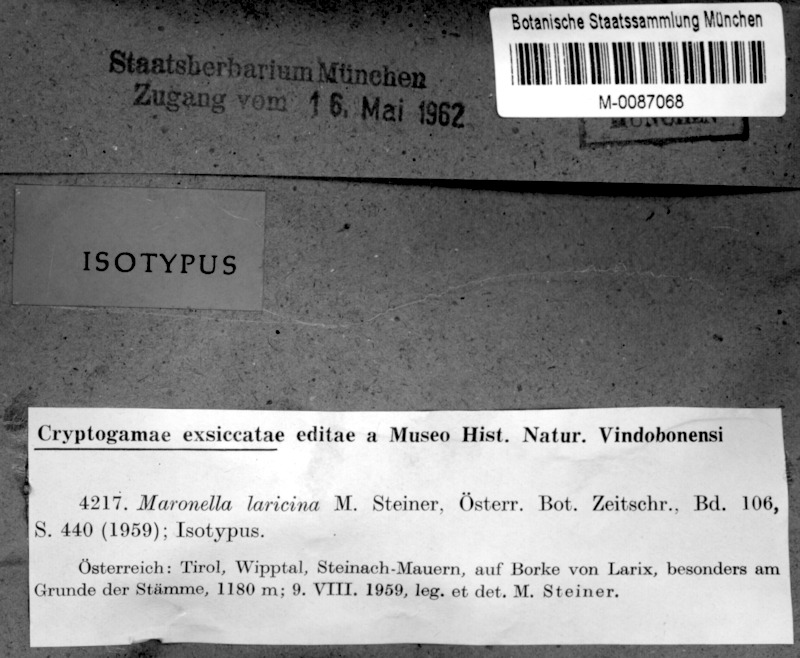 Botanische Staatssammlung München
M-0087068
MÜNCHEN
Staatsherbarium München
Zugang vom 16. Mai 1962
ISOTYPUS
Cryptogamae exsiccatae editae a Museo Hist. Natur. Vindobonensi
4217. Maronella laricina M. Steiner, Österr. Bot. Zeitschr., Bd. 106,
S. 440 (1959); Isotypus.
Österreich: Tirol, Wipptal, Steinach-Mauern, auf Borke von Larix, besonders am
Grunde der Stämme, 1180 m; 9. VIII. 1959, leg. et det. M. Steiner.